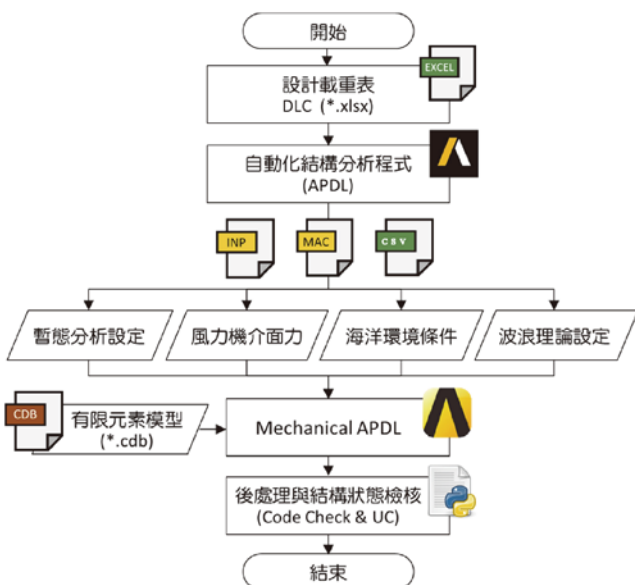 開始
EXCEL
設計載重表
DLC (*.xlsx)
自動化結構分析程式
(APDL)
INP
MAC
CSV
暫態分析設定
風力機介面力
海洋環境條件
波浪理論設定
CDB
有限元素模型
(*.cdb)
Mechanical APDL
後處理與結構狀態檢核
(Code Check & UC)
結束